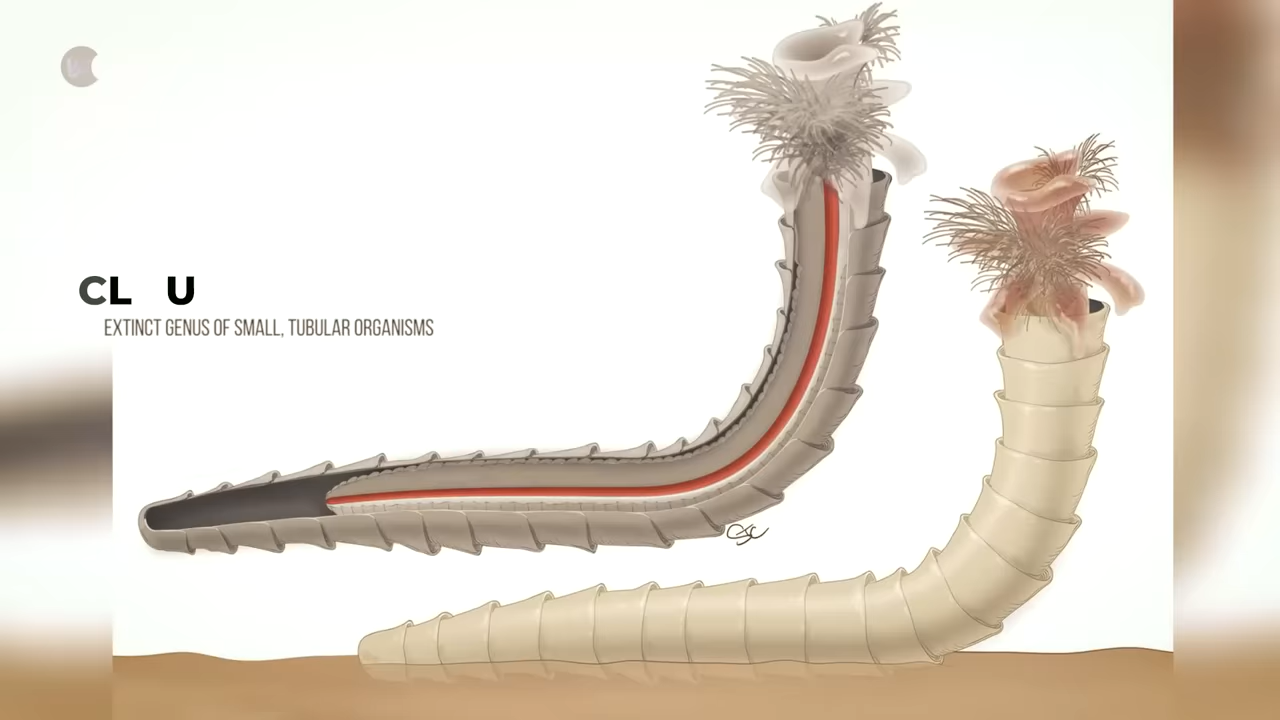 CL U
EXTINCT GENUS OF SMALL, TUBULAR ORGANISMS